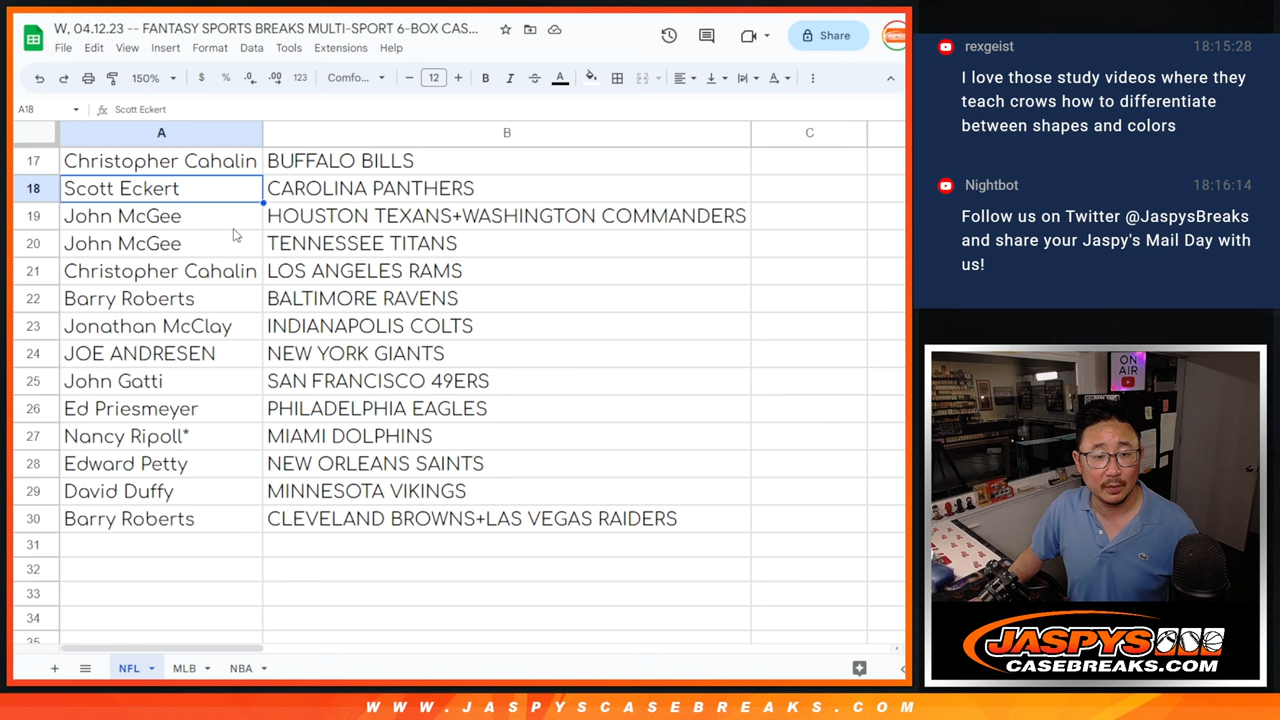 W, 04.12.23 -- FANTASY SPORTS BREAKS MULTI-SPORT 6-BOX CAS...
File Edit View Insert Format Data Tools Extensions Help
Share
150% $ % .0 .00 123 Comfo... 12 B I A
A18 fx Scott Eckert
A B C
17 Christopher Cahalin BUFFALO BILLS
18 Scott Eckert CAROLINA PANTHERS
19 John McGee HOUSTON TEXANS+WASHINGTON COMMANDERS
20 John McGee TENNESSEE TITANS
21 Christopher Cahalin LOS ANGELES RAMS
22 Barry Roberts BALTIMORE RAVENS
23 Jonathan McClay INDIANAPOLIS COLTS
24 JOE ANDRESEN NEW YORK GIANTS
25 John Gatti SAN FRANCISCO 49ERS
26 Ed Priesmeyer PHILADELPHIA EAGLES
27 Nancy Ripoll* MIAMI DOLPHINS
28 Edward Petty NEW ORLEANS SAINTS
29 David Duffy MINNESOTA VIKINGS
30 Barry Roberts CLEVELAND BROWNS+LAS VEGAS RAIDERS
31
32
33
34
35
NFL MLB NBA
rexgeist 18:15:28
I love those study videos where they
teach crows how to differentiate
between shapes and colors
Nightbot 18:16:14
Follow us on Twitter @JaspysBreaks
and share your Jaspy's Mail Day with
us!
ON
AIR
JASPYS
CASEBREAKS.COM
WWW.JASPYSCASEBREAKS.COM